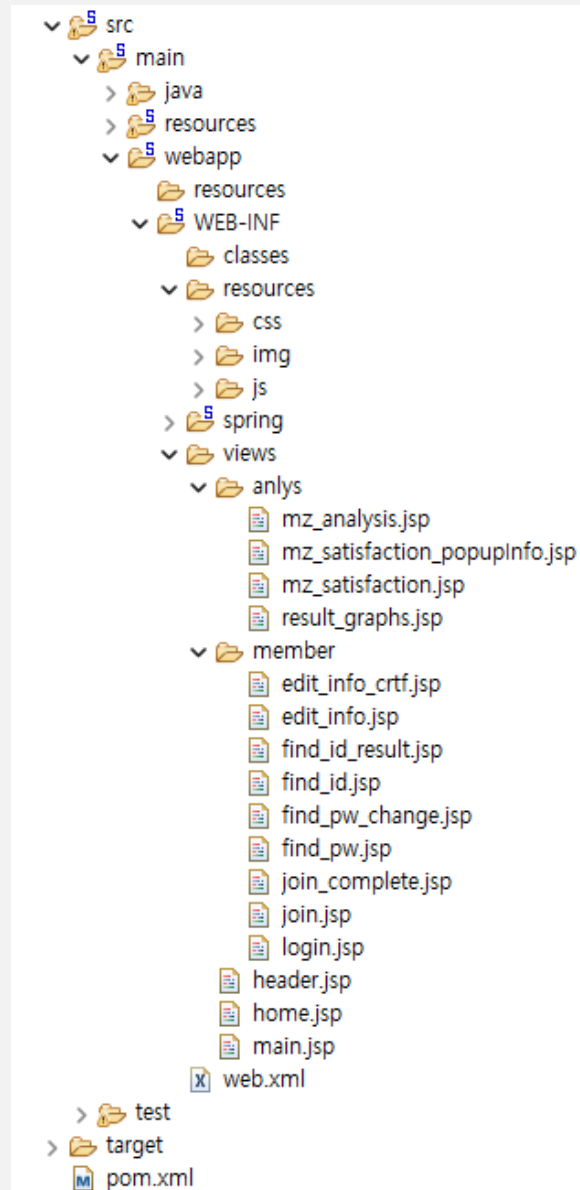 src
main
java
resources
webapp
resources
WEB-INF
classes
resources
css
img
js
spring
views
anlys
mz_analysis.jsp
mz_satisfaction_popupInfo.jsp
mz_satisfaction.jsp
result_graphs.jsp
member
edit_info_crtf.jsp
edit_info.jsp
find_id_result.jsp
find_id.jsp
find_pw_change.jsp
find_pw.jsp
join_complete.jsp
join.jsp
login.jsp
header.jsp
home.jsp
main.jsp
web.xml
test
target
pom.xml